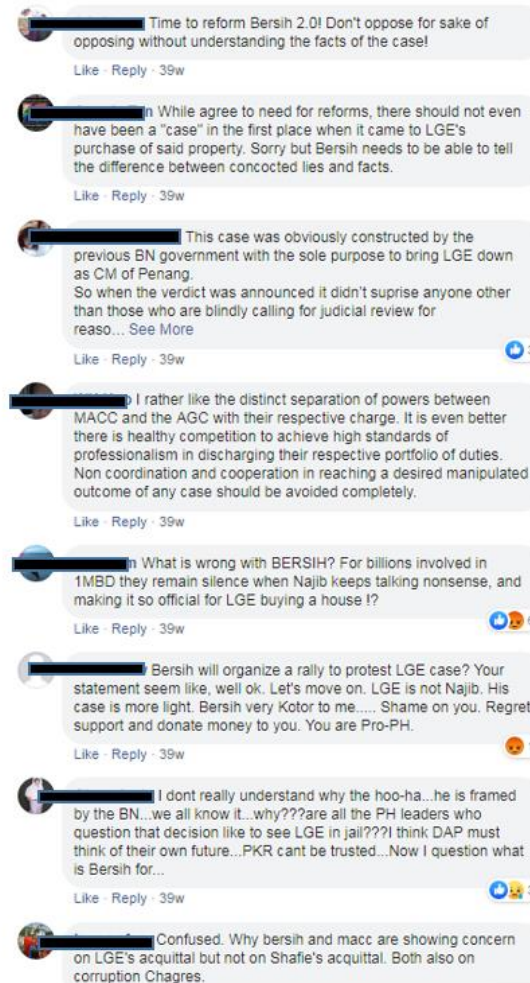 Time to reform Bersih 2.0! Don't oppose for sake of
opposing without understanding the facts of the case!
Like · Reply · 39w
While agree to need for reforms, there should not even
have been a "case" in the first place when it came to LGE's
purchase of said property. Sorry but Bersih needs to be able to tell
the difference between concocted lies and facts.
Like · Reply · 39w
This case was obviously constructed by the
previous BN government with the sole purpose to bring LGE down
as CM of Penang.
So when the verdict was announced it didn't suprise anyone other
than those who are blindly calling for judicial review for
reaso... See More
Like · Reply · 39w
I rather like the distinct separation of powers between
MACC and the AGC with their respective charge. It is even better
there is healthy competition to achieve high standards of
professionalism in discharging their respective portfolio of duties.
Non coordination and cooperation in reaching a desired manipulated
outcome of any case should be avoided completely.
Like · Reply · 39w
What is wrong with BERSIH? For billions involved in
1MBD they remain silence when Najib keeps talking nonsense, and
making it so official for LGE buying a house !?
Like · Reply · 39w
Bersih will organize a rally to protest LGE case? Your
statement seem like, well ok. Let's move on. LGE is not Najib. His
case is more light. Bersih very Kotor to me..... Shame on you. Regret
support and donate money to you. You are Pro-PH.
Like · Reply · 39w
I dont really understand why the hoo-ha...he is framed
by the BN...we all know it...why???are all the PH leaders who
question that decision like to see LGE in jail???I think DAP must
think of their own future...PKR cant be trusted...Now I question what
is Bersih for...
Like · Reply · 39w
Confused. Why bersih and macc are showing concern
on LGE's acquittal but not on Shafie's acquittal. Both also on
corruption Chagres.